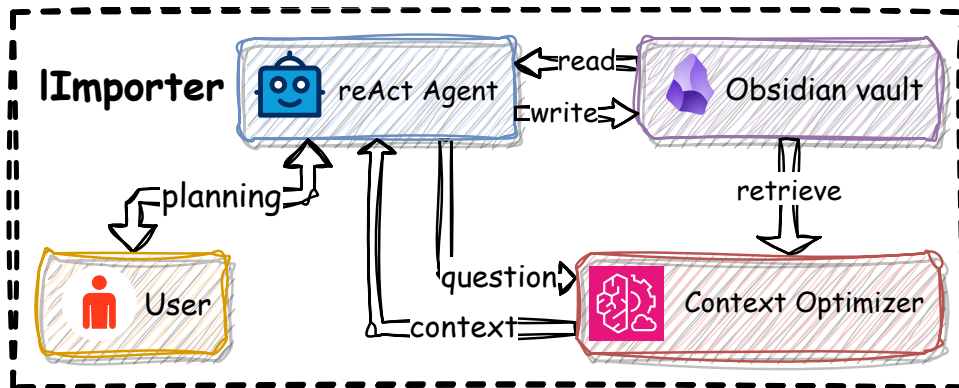 lImporter
reAct Agent
read
write
Obsidian vault
planning
retrieve
User
question
context
Context Optimizer